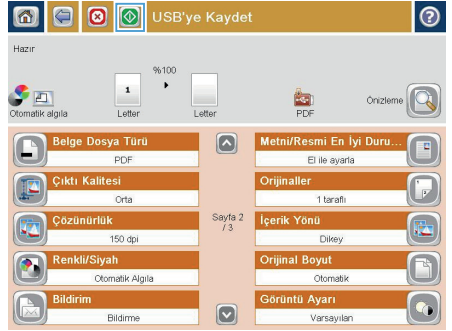 USB'ye Kaydet
Hazır
%100
1
Otomatik algıla
Letter
Letter
PDF
Önizleme
Belge Dosya Türü
PDF
Metni/Resmi En İyi Duru...
El ile ayarla
Çıktı Kalitesi
Orta
Orijinaller
1 taraflı
Çözünürlük
150 dpi
Sayfa 2
/ 3
İçerik Yönü
Dikey
Renkli/Siyah
Otomatik Algıla
Orijinal Boyut
Otomatik
Bildirim
Bildirme
Görüntü Ayarı
Varsayılan